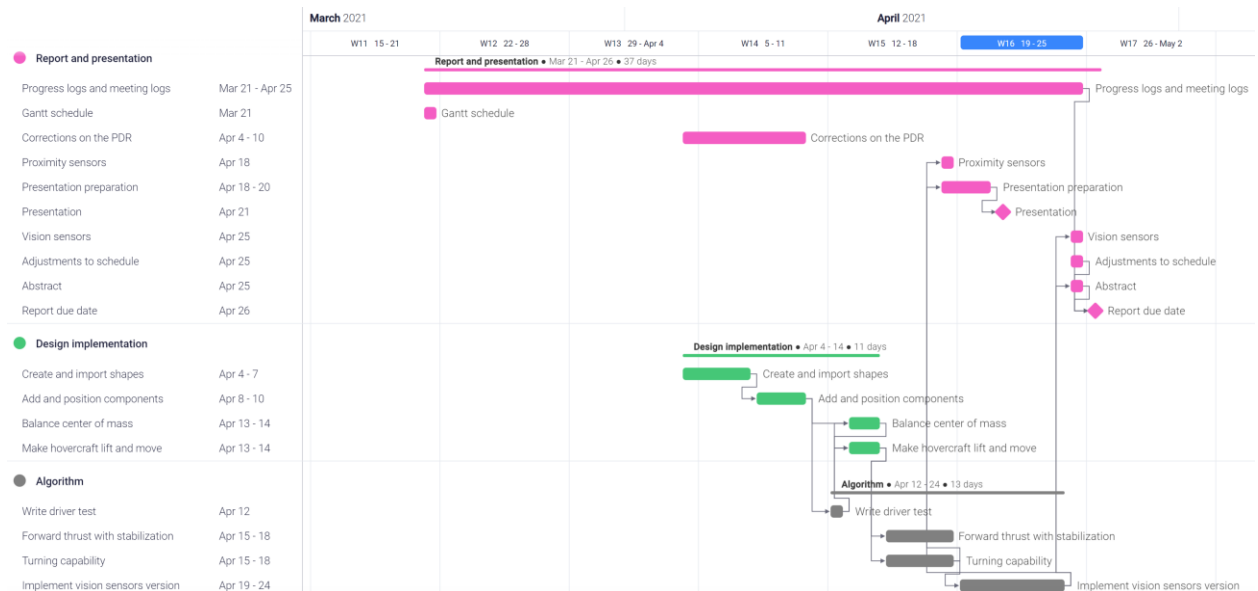 March 2021
April 2021
W11 15 - 21
W12 22 - 28
W13 29 - Apr 4
W14 5 - 11
W15 12 - 18
W16 19 - 25
W17 26 - May 2
Report and presentation
Report and presentation ● Mar 21 - Apr 26 ● 37 days
Progress logs and meeting logs Mar 21 - Apr 25 Progress logs and meeting logs
Gantt schedule Mar 21 Gantt schedule
Corrections on the PDR Apr 4 - 10 Corrections on the PDR
Proximity sensors Apr 18 Proximity sensors
Presentation preparation Apr 18 - 20 Presentation preparation
Presentation Apr 21 Presentation
Vision sensors Apr 25 Vision sensors
Adjustments to schedule Apr 25 Adjustments to schedule
Abstract Apr 25 Abstract
Report due date Apr 26 Report due date
Design implementation Design implementation ● Apr 4 - 14 ● 11 days
Create and import shapes Apr 4 - 7 Create and import shapes
Add and position components Apr 8 - 10 Add and position components
Balance center of mass Apr 13 - 14 Balance center of mass
Make hovercraft lift and move Apr 13 - 14 Make hovercraft lift and move
Algorithm Algorithm ● Apr 12 - 24 ● 13 days
Write driver test Apr 12 Write driver test
Forward thrust with stabilization Apr 15 - 18 Forward thrust with stabilization
Turning capability Apr 15 - 18 Turning capability
Implement vision sensors version Apr 19 - 24 Implement vision sensors version